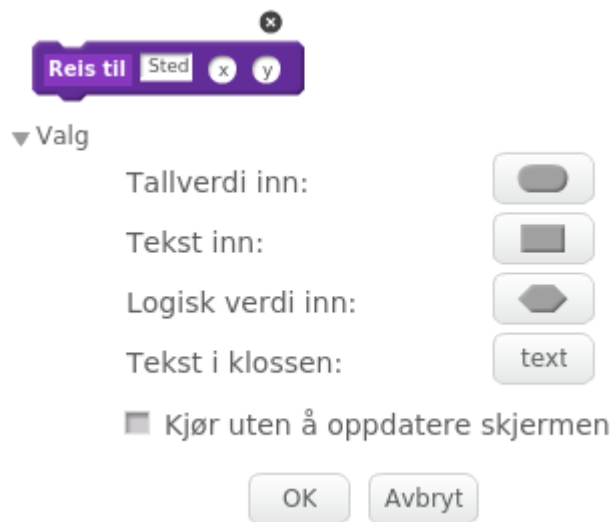 Reis til Sted x y
Valg
Tallverdi inn:
Tekst inn:
Logisk verdi inn:
Tekst i klossen: text
Kjør uten å oppdatere skjermen
OK Avbryt